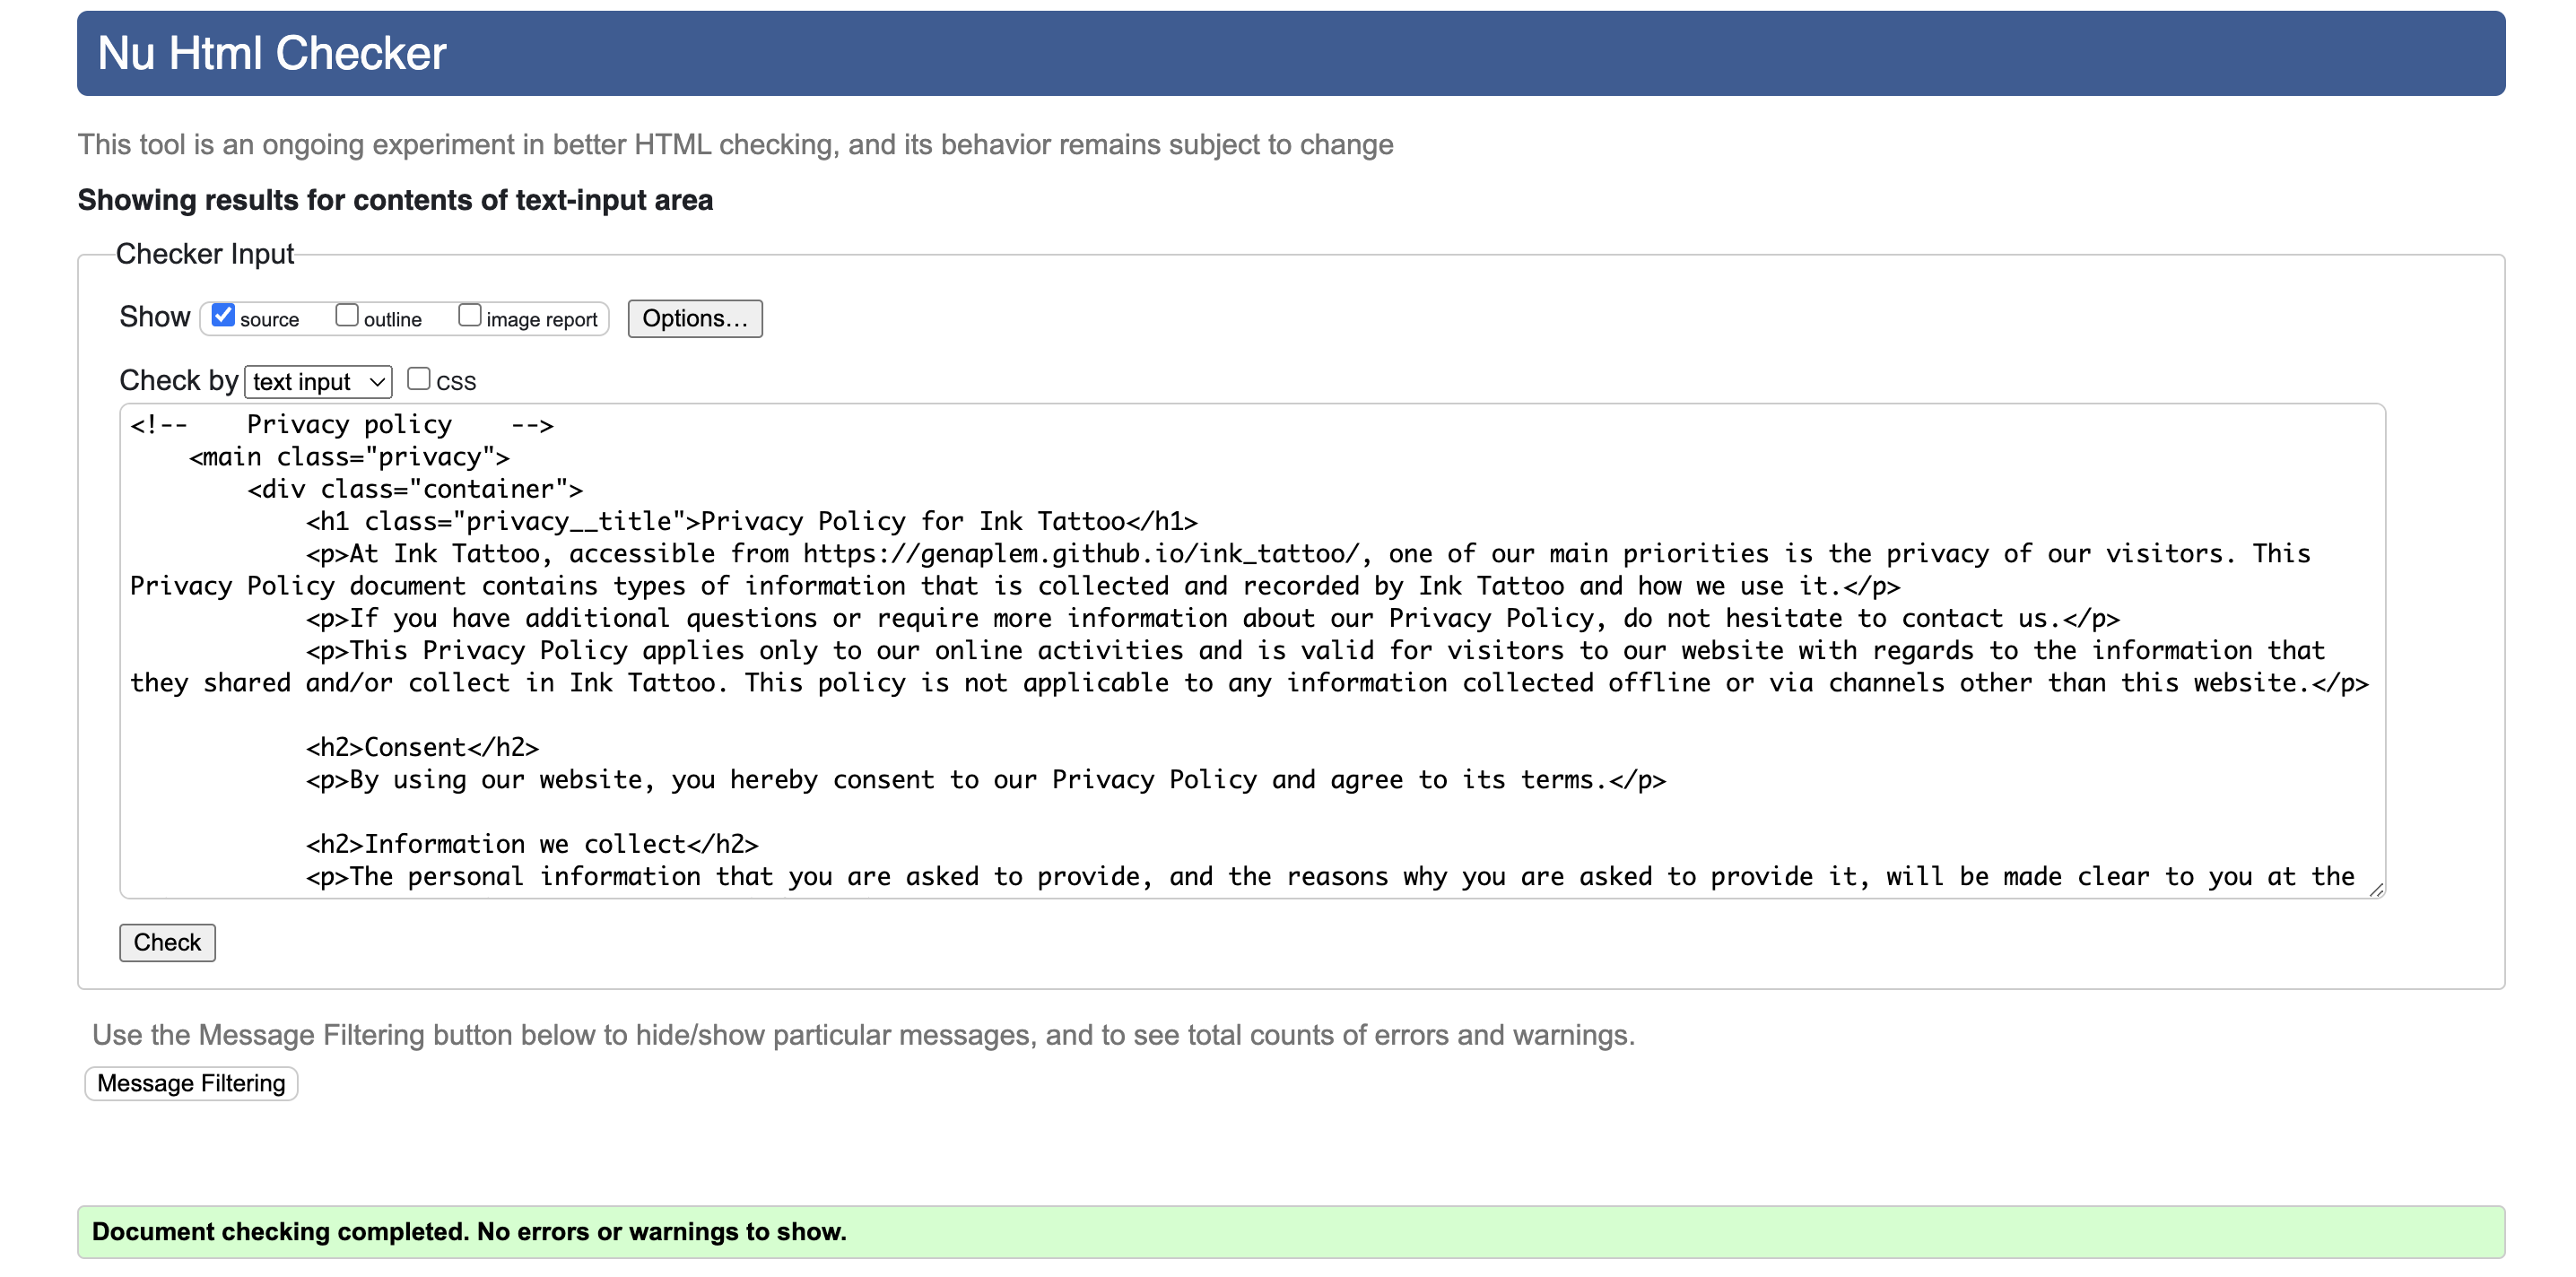 Nu Html Checker
This tool is an ongoing experiment in better HTML checking, and its behavior remains subject to change
Showing results for contents of text-input area
Checker Input
Show source outline image report Options...
Check by text input CSS
<!--    Privacy policy    -->
    <main class="privacy">
        <div class="container">
            <h1 class="privacy__title">Privacy Policy for Ink Tattoo</h1>
            <p>At Ink Tattoo, accessible from https://genaplem.github.io/ink_tattoo/, one of our main priorities is the privacy of our visitors. This
Privacy Policy document contains types of information that is collected and recorded by Ink Tattoo and how we use it.</p>
            <p>If you have additional questions or require more information about our Privacy Policy, do not hesitate to contact us.</p>
            <p>This Privacy Policy applies only to our online activities and is valid for visitors to our website with regards to the information that
they shared and/or collect in Ink Tattoo. This policy is not applicable to any information collected offline or via channels other than this website.</p>
            <h2>Consent</h2>
            <p>By using our website, you hereby consent to our Privacy Policy and agree to its terms.</p>
            <h2>Information we collect</h2>
            <p>The personal information that you are asked to provide, and the reasons why you are asked to provide it, will be made clear to you at the
Check
Use the Message Filtering button below to hide/show particular messages, and to see total counts of errors and warnings.
Message Filtering
Document checking completed. No errors or warnings to show.